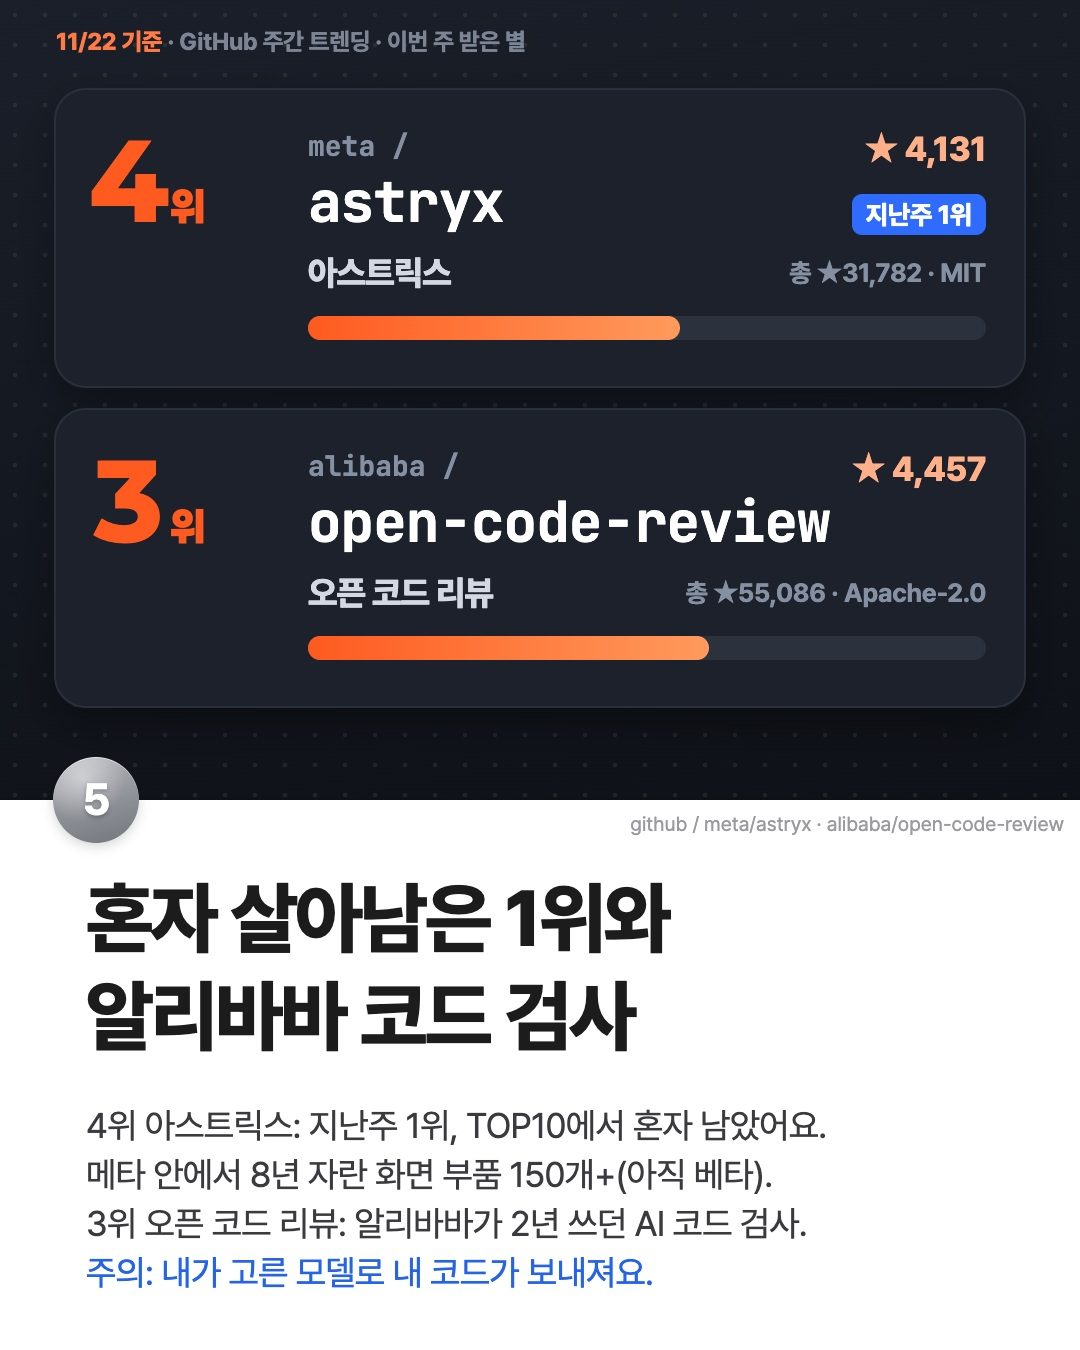 11/22 기준 · GitHub 주간 트렌딩 · 이번 주 받은 별
4위
meta /
astryx
아스트릭스
★ 4,131
지난주 1위
총 ★31,782 · MIT
3위
alibaba /
open-code-review
오픈 코드 리뷰
★ 4,457
총 ★55,086 · Apache-2.0
5
github / meta/astryx · alibaba/open-code-review
혼자 살아남은 1위와
알리바바 코드 검사
4위 아스트릭스: 지난주 1위, TOP10에서 혼자 남았어요.
메타 안에서 8년 자란 화면 부품 150개+(아직 베타).
3위 오픈 코드 리뷰: 알리바바가 2년 쓰던 AI 코드 검사.
주의: 내가 고른 모델로 내 코드가 보내져요.